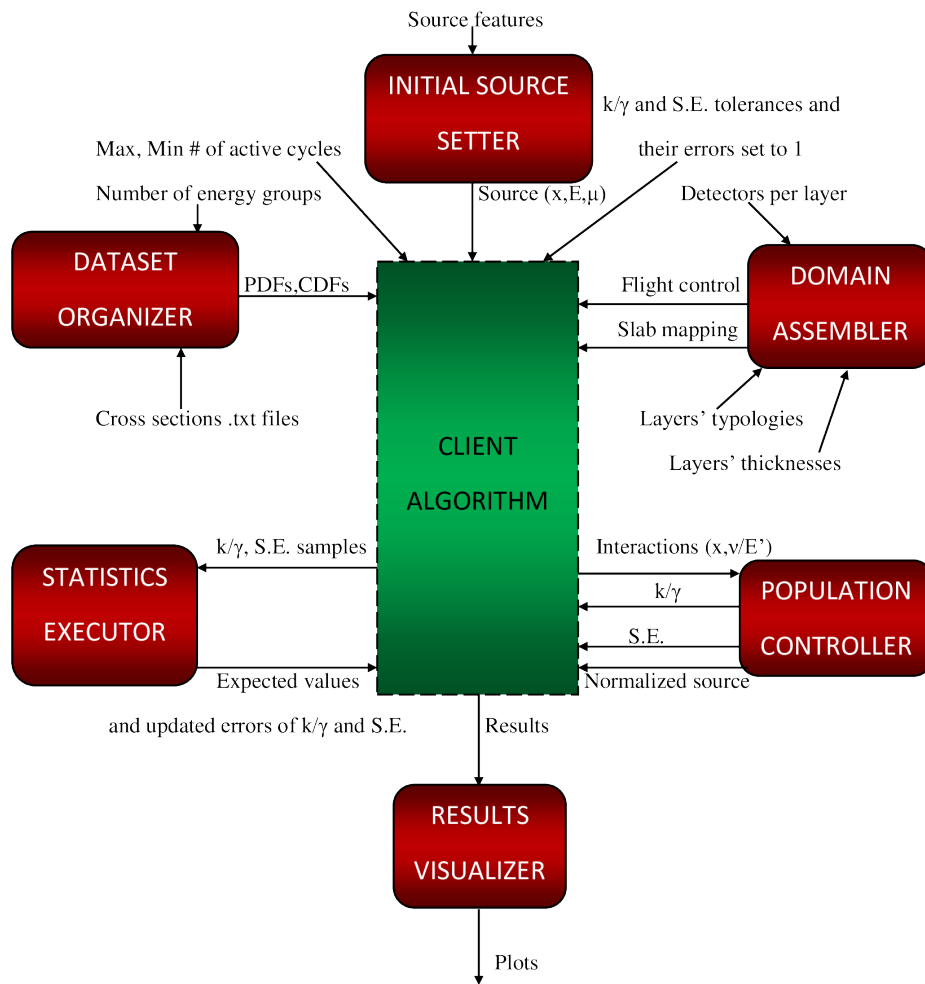 Source features
INITIAL SOURCE
SETTER
k/γ and S.E. tolerances and
their errors set to 1
Max, Min # of active cycles
Number of energy groups
Source (x,E,μ)
Detectors per layer
DATASET
ORGANIZER
PDFs,CDFs
Flight control
Slab mapping
DOMAIN
ASSEMBLER
Cross sections .txt files
Layers’ typologies
Layers’ thicknesses
CLIENT
ALGORITHM
k/γ, S.E. samples
STATISTICS
EXECUTOR
Expected values
and updated errors of k/γ and S.E.
Interactions (x,ν/E’)
k/γ
S.E.
Normalized source
POPULATION
CONTROLLER
Results
RESULTS
VISUALIZER
Plots